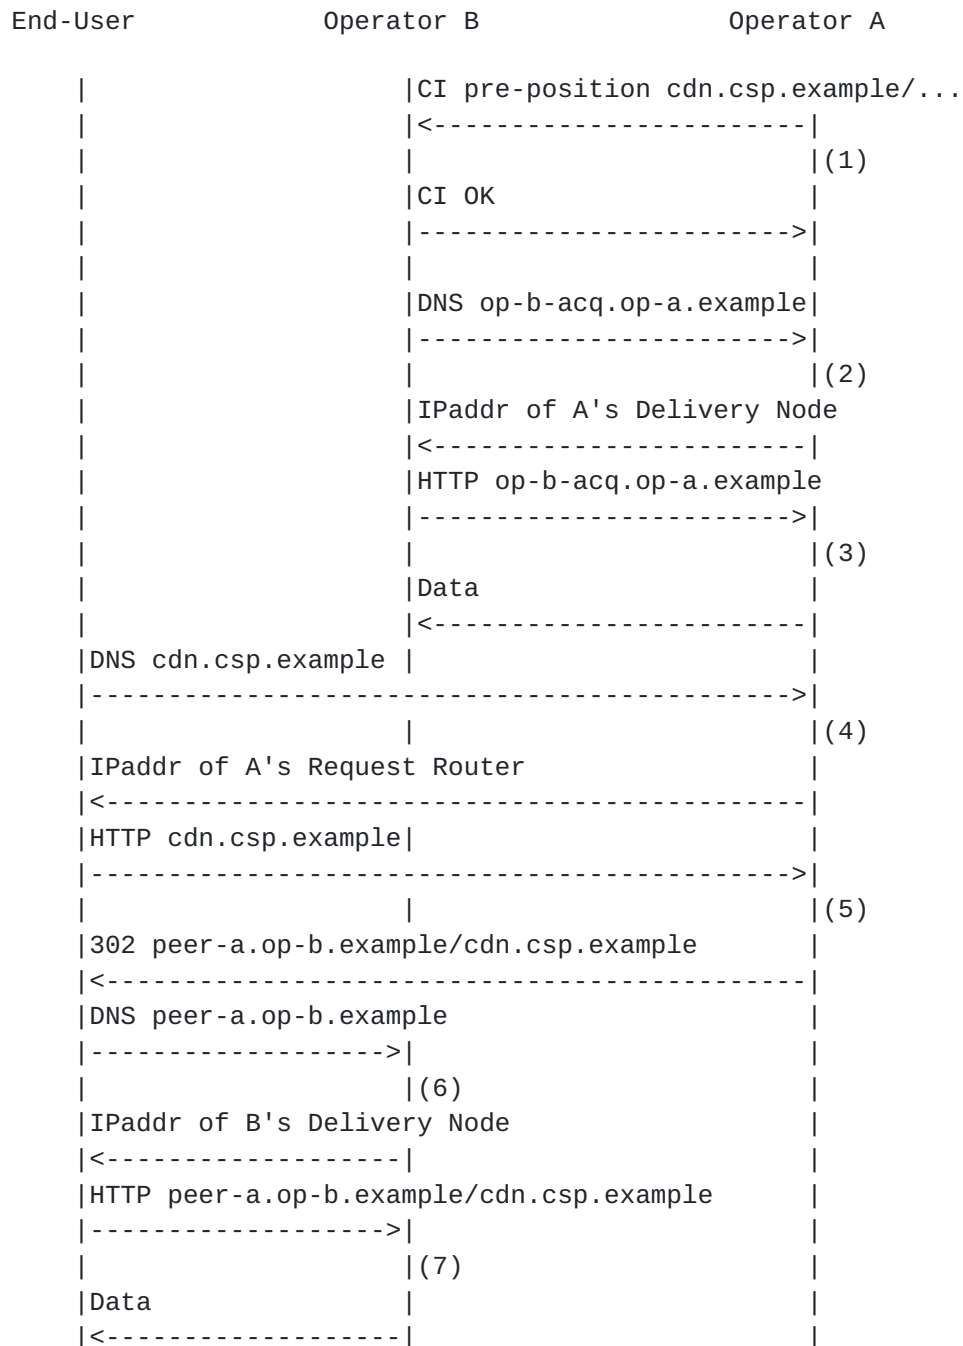 End-User Operator B Operator A
CI pre-position cdn.csp.example/...
(1)
CI OK
DNS op-b-acq.op-a.example
(2)
IPaddr of A's Delivery Node
HTTP op-b-acq.op-a.example
(3)
Data
DNS cdn.csp.example
(4)
IPaddr of A's Request Router
HTTP cdn.csp.example
(5)
302 peer-a.op-b.example/cdn.csp.example
DNS peer-a.op-b.example
(6)
IPaddr of B's Delivery Node
HTTP peer-a.op-b.example/cdn.csp.example
(7)
Data